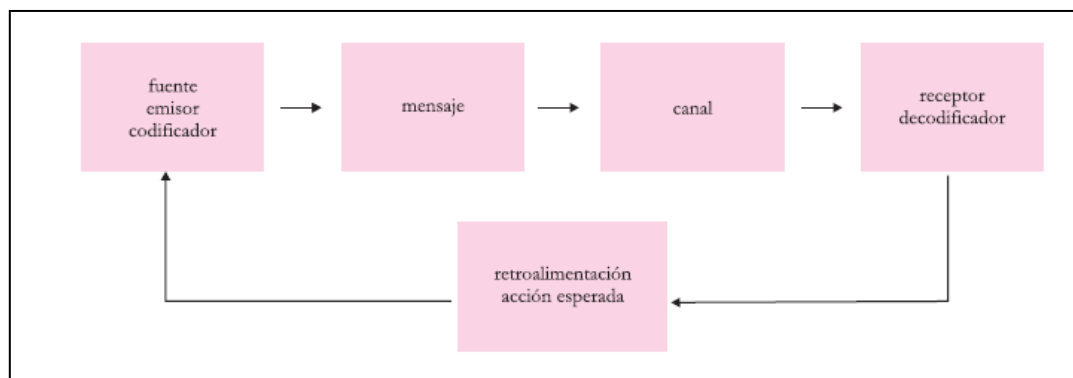 fuente
emisor
codificador
mensaje
canal
receptor
decodificador
retroalimentación
acción esperada